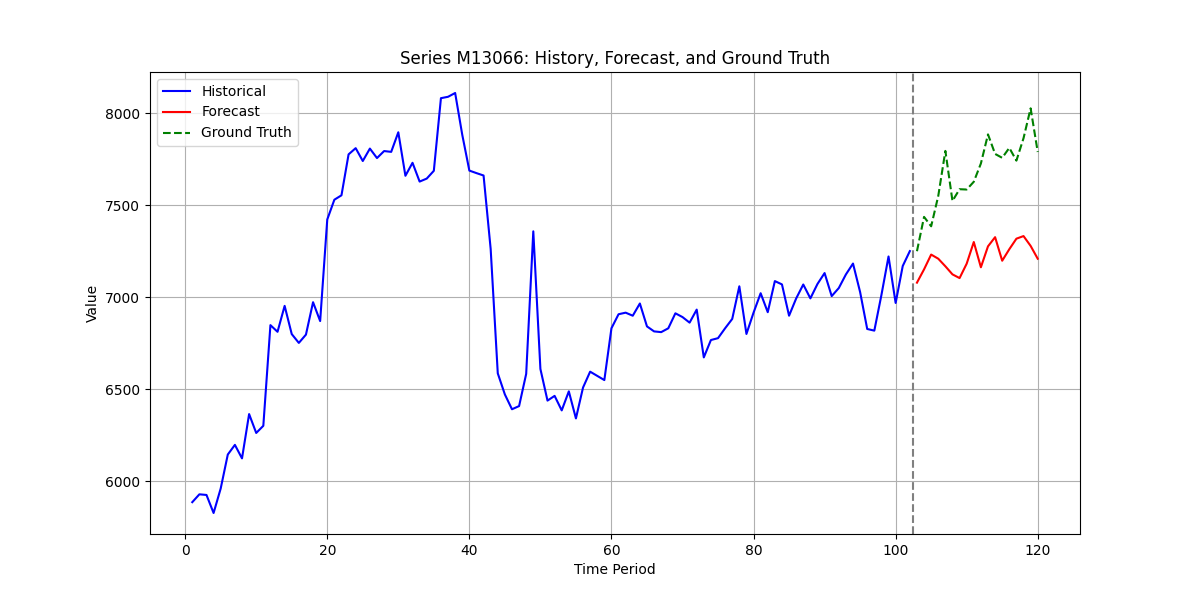 Series M13066: History, Forecast, and Ground Truth
Historical
Forecast
Ground Truth
Value
8000
7500
7000
6500
6000
0 20 40 60 80 100 120
Time Period